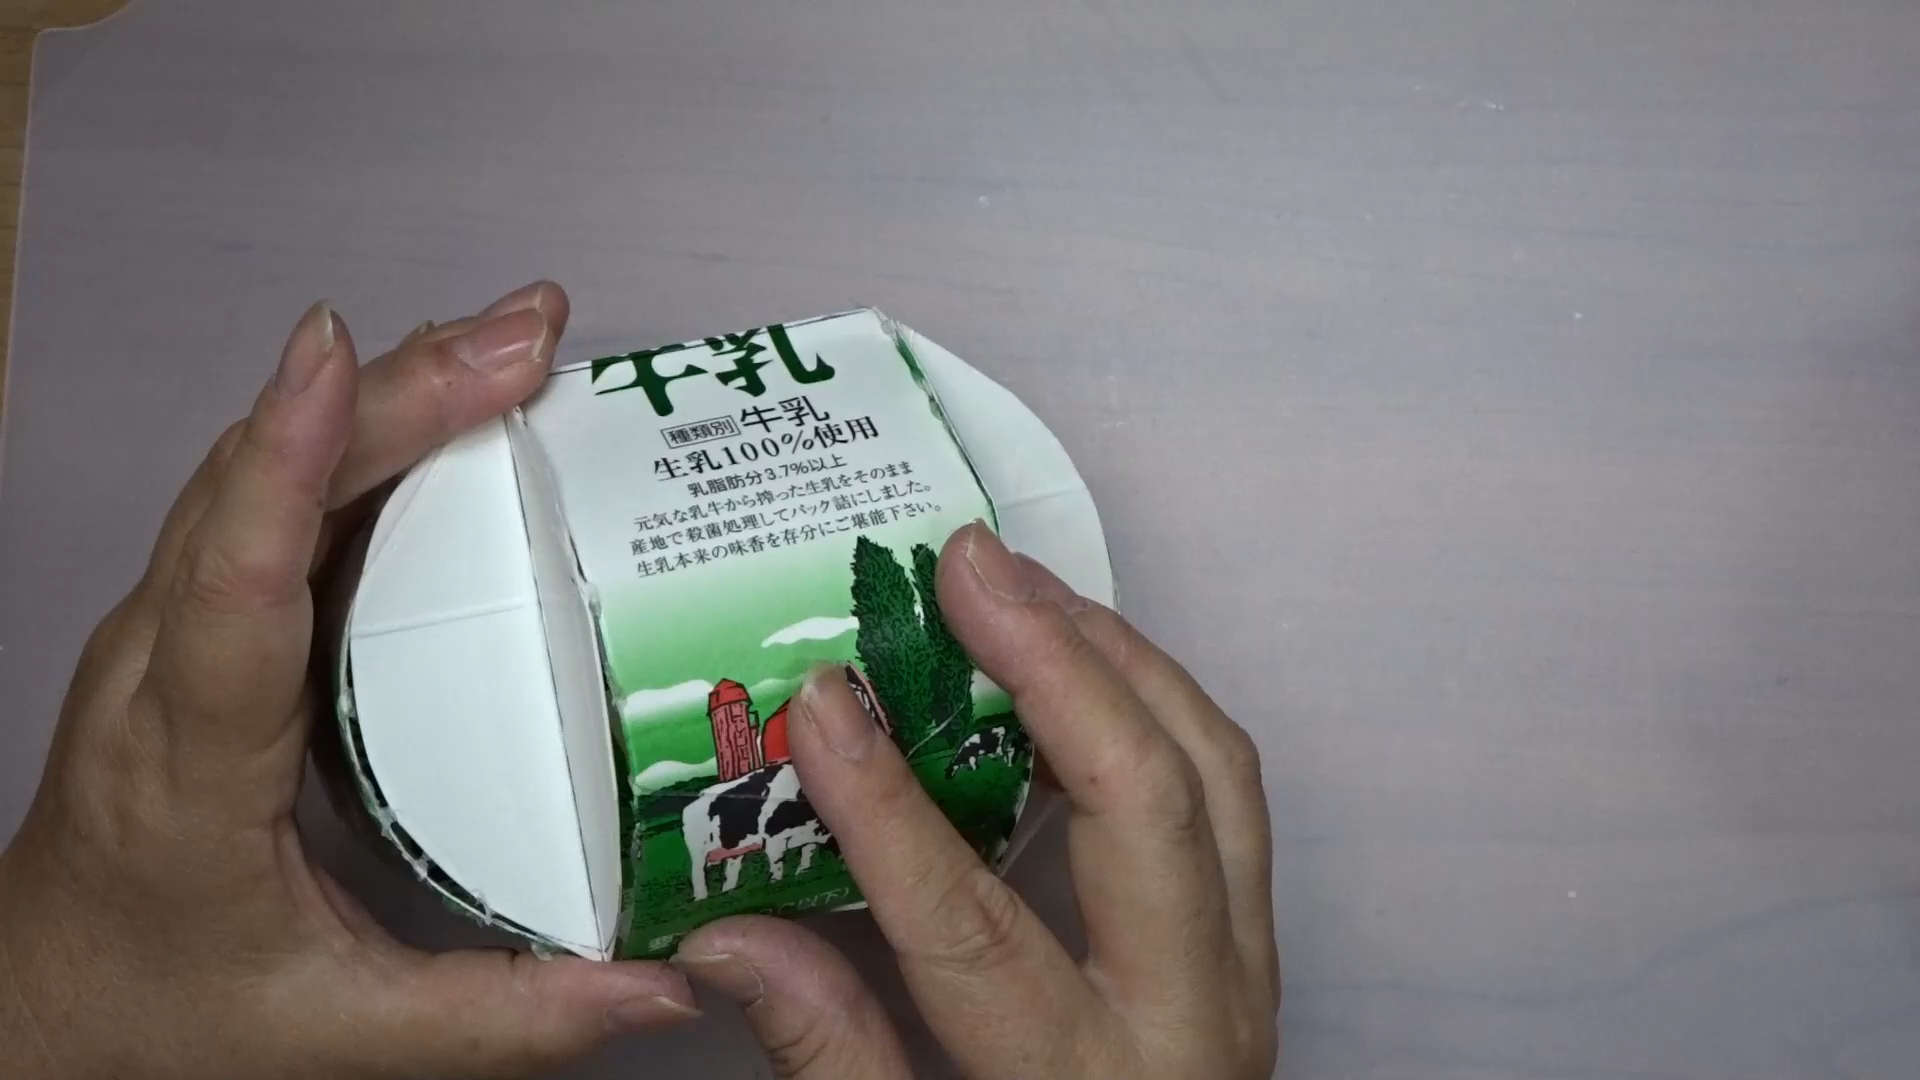 牛乳
種類別 牛乳
生乳100%使用
乳脂肪分3.7%以上
元気な乳牛から搾った生乳をそのまま
産地で殺菌処理してパック詰にしました。
生乳本来の味香を存分にご堪能下さい。
℃以下)